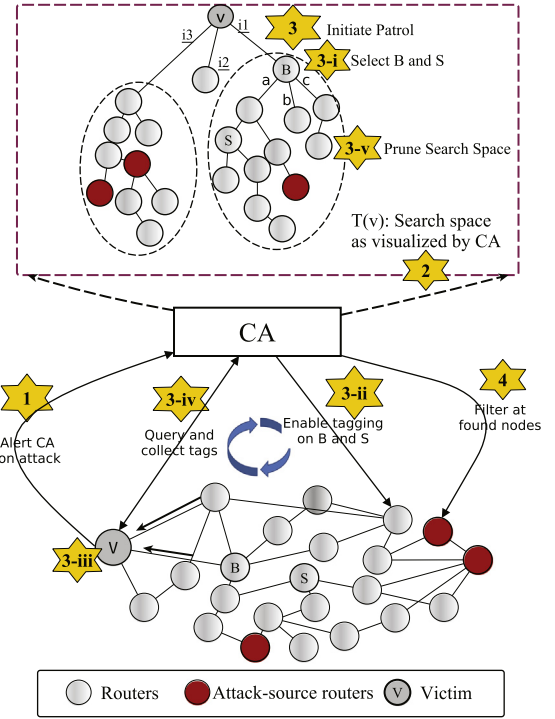 V
i3
i1
3
Initiate Patrol
i2
3-i
Select B and S
B
a
c
b
S
3-v
Prune Search Space
T(v): Search space
as visualized by CA
2
CA
1
3-iv
3-ii
4
Alert CA
on attack
Query and
collect tags
Enable tagging
on B and S
Filter at
found nodes
V
3-iii
B
S
Routers
Attack-source routers
V
Victim